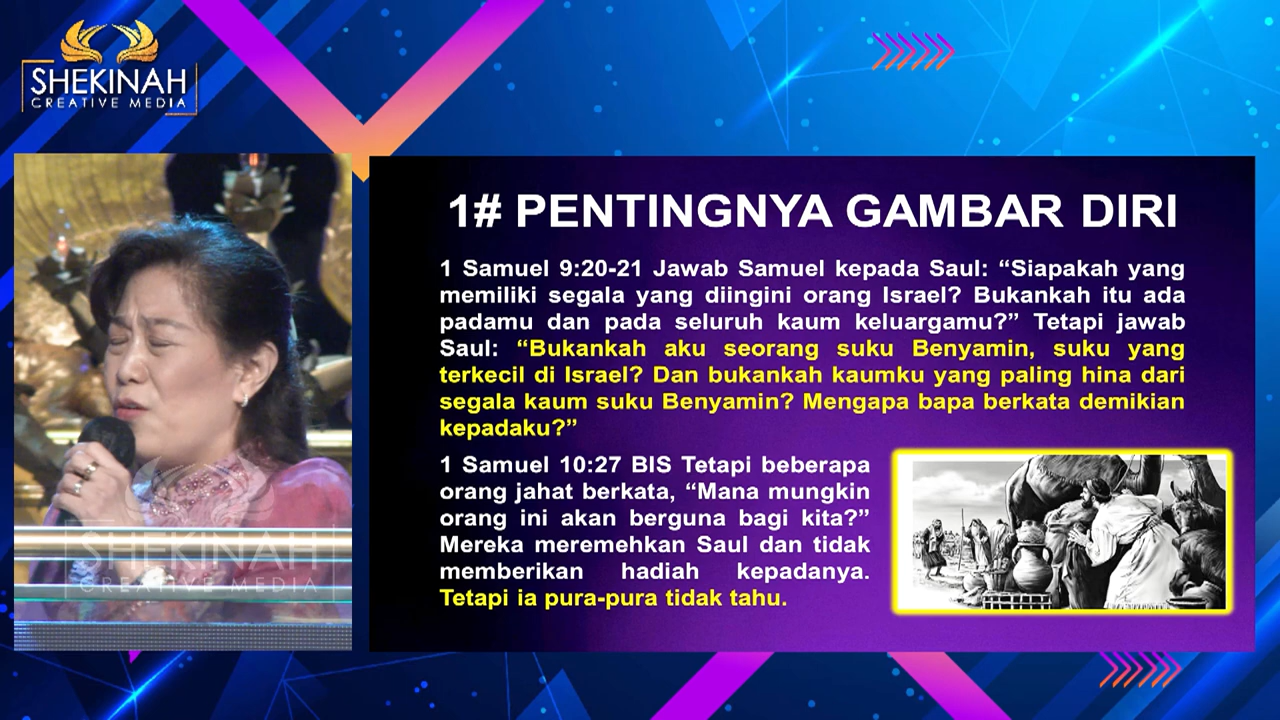 SHEKINAH
CREATIVE MEDIA
1# PENTINGNYA GAMBAR DIRI
1 Samuel 9:20-21 Jawab Samuel kepada Saul: “Siapakah yang
memiliki segala yang diingini orang Israel? Bukankah itu ada
padamu dan pada seluruh kaum keluargamu?” Tetapi jawab
Saul: “Bukankah aku seorang suku Benyamin, suku yang
terkecil di Israel? Dan bukankah kaumku yang paling hina dari
segala kaum suku Benyamin? Mengapa bapa berkata demikian
kepadaku?”
1 Samuel 10:27 BIS Tetapi beberapa
orang jahat berkata, “Mana mungkin
orang ini akan berguna bagi kita?”
Mereka meremehkan Saul dan tidak
memberikan hadiah kepadanya.
Tetapi ia pura-pura tidak tahu.
SHEKINAH
CREATIVE MEDIA